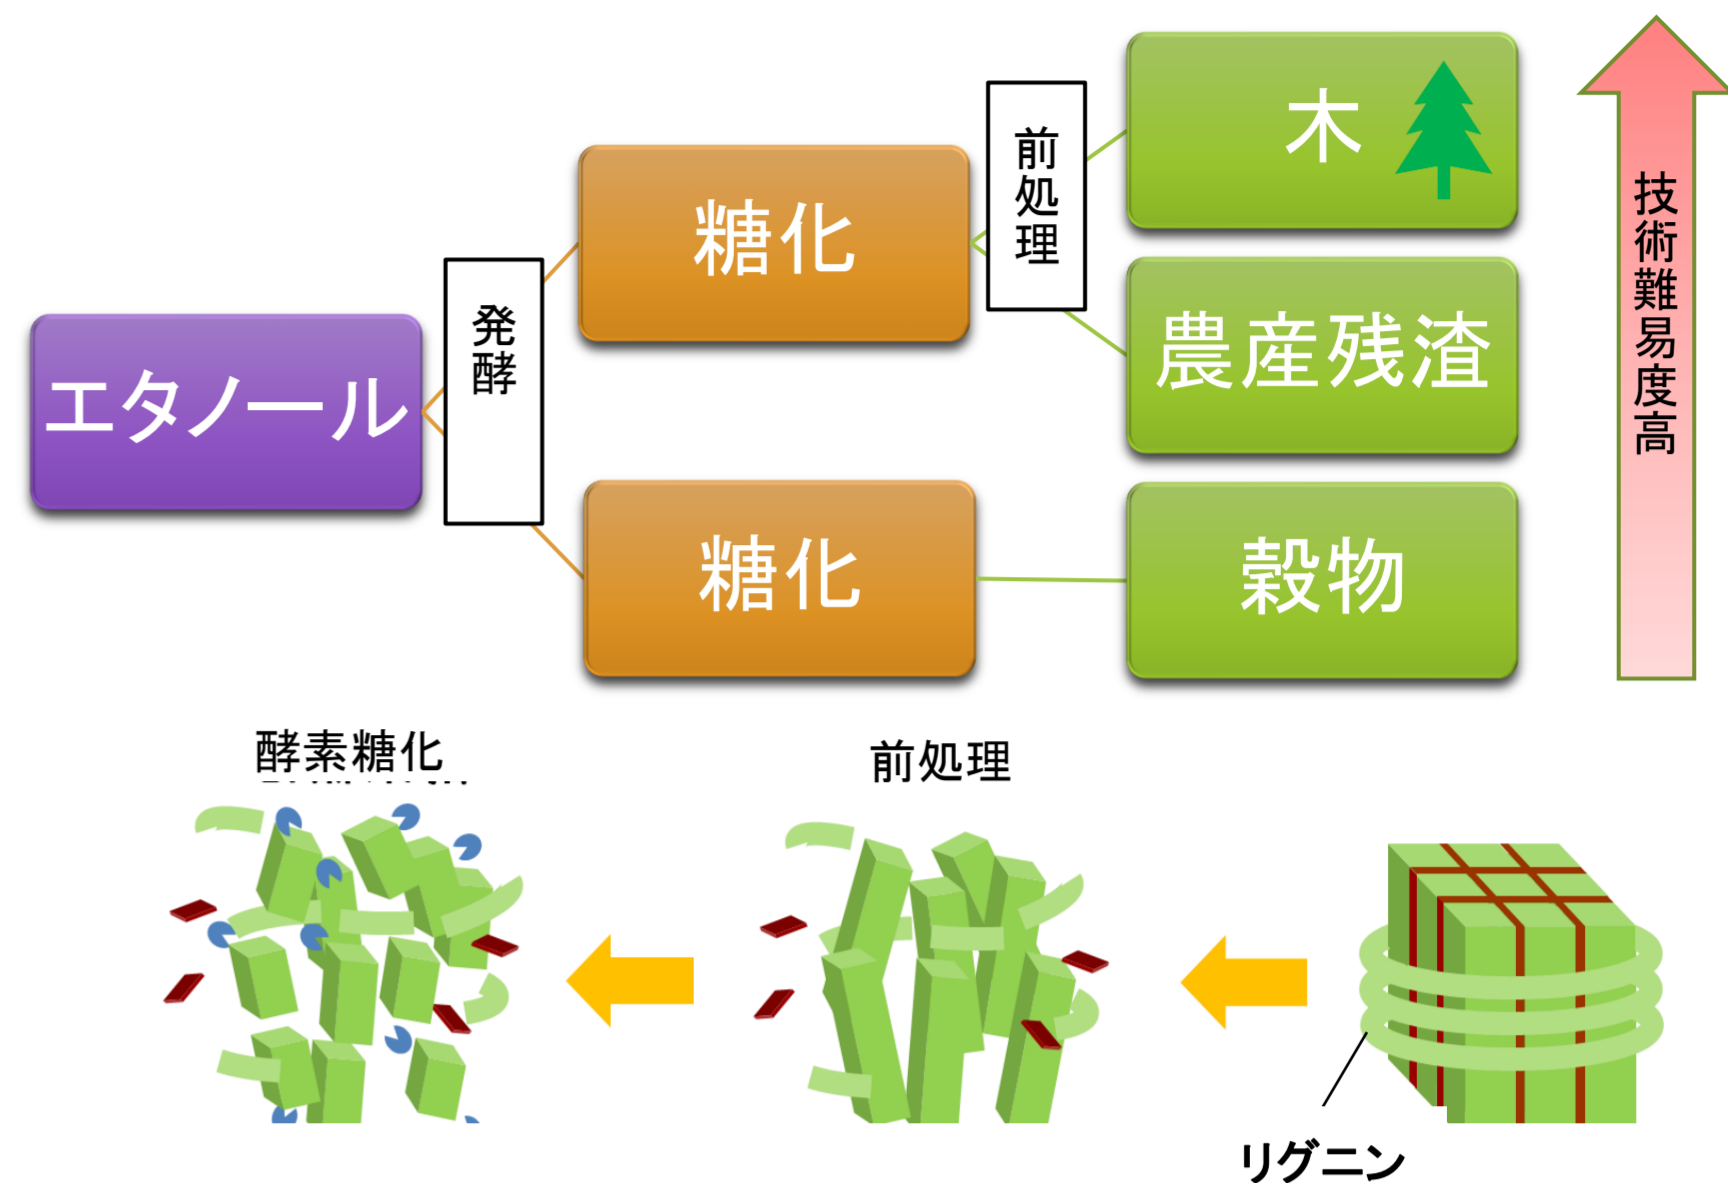 木
前処理
糖化
技術難易度高
発酵
農産残渣
エタノール
糖化
穀物
酵素糖化
前処理
リグニン